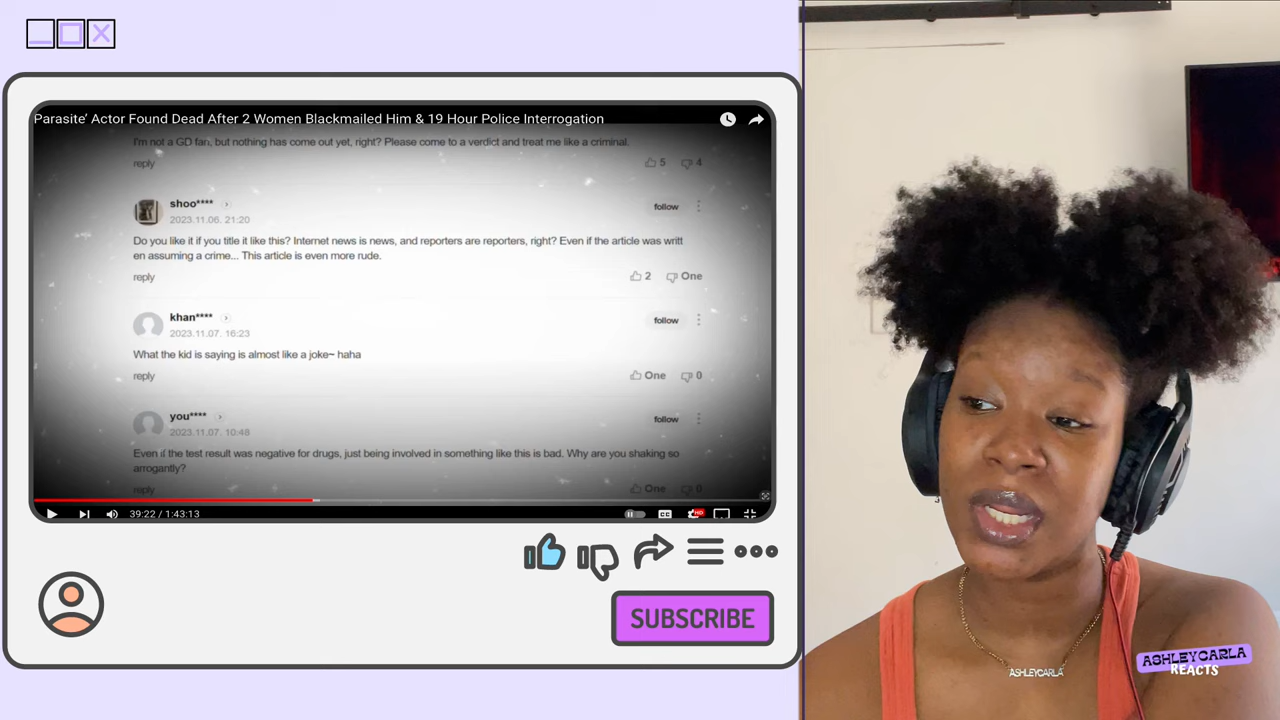 Parasite’ Actor Found Dead After 2 Women Blackmailed Him & 19 Hour Police Interrogation
I'm not a GD fan, but nothing has come out yet, right? Please come to a verdict and treat me like a criminal.
reply
5 4
shoo****
follow
2023.11.06. 21:20
Do you like it if you title it like this? Internet news is news, and reporters are reporters, right? Even if the article was writt
en assuming a crime... This article is even more rude.
reply
2 One
khan****
follow
2023.11.07. 16:23
What the kid is saying is almost like a joke~ haha
reply
One 0
you****
follow
2023.11.07. 10:48
Even if the test result was negative for drugs, just being involved in something like this is bad. Why are you shaking so
arrogantly?
reply
One 0
39:22 / 1:43:13
CC
HD
SUBSCRIBE
ASHLEYCARLA
ASHLEYCARLA
REACTS